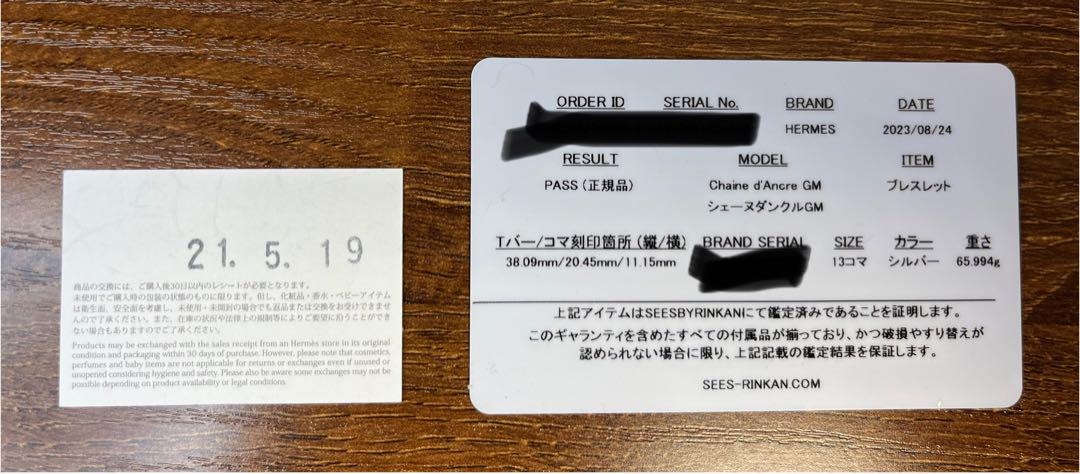 21. 5. 19
商品の交換には、ご購入後30日以内のレシートが必要となります。
未使用でご購入時の包装の状態のものに限ります。但し、化粧品・香水・ベビーアイテム
は衛生面、安全面を考慮し、未使用・未開封の場合でも返品または交換をお受けできませ
んので了承ください。また、在庫の状況や法律上の規制等によりご要望に沿うことができ
ない場合もありますのでご了承ください。
Products may be exchanged with the sales receipt from an Hermès store in its original
condition and packaging within 30 days of purchase. However, please note that cosmetics,
perfumes and baby items are not applicable for returns or exchanges even if unused or
unopened considering hygiene and safety. Please also be aware some exchanges may not be
possible depending on product availability or legal conditions.
ORDER ID SERIAL No. BRAND DATE
HERMES 2023/08/24
RESULT MODEL ITEM
PASS (正規品) Chaine d'Ancre GM ブレスレット
シェーヌダンクルGM
Tバー/コマ刻印箇所 (縦/横) BRAND SERIAL SIZE カラー 重さ
38.09mm/20.45mm/11.15mm 13コマ シルバー 65.994g
上記アイテムはSEESBYRINKANにて鑑定済みであることを証明します。
このギャランティを含めたすべての付属品が揃っており、かつ破損やすり替えが
認められない場合に限り、上記記載の鑑定結果を保証します。
SEES-RINKAN.COM